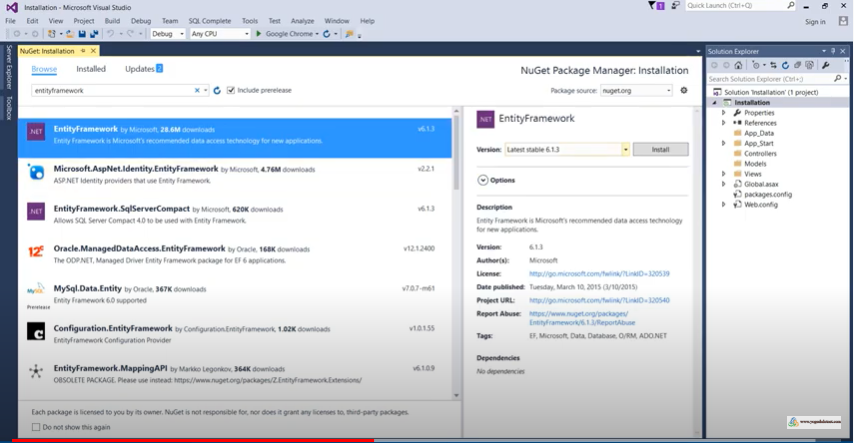 Installation - Microsoft Visual Studio
Quick Launch (Ctrl+Q)
File Edit View Project Build Debug Team SQL Complete Tools Test Analyze Window Help
Sign in
Debug Any CPU Google Chrome
Server Explorer
Toolbox
NuGet: Installation
Browse Installed Updates 2
NuGet Package Manager: Installation
entityframework
Include prerelease
Package source: nuget.org
EntityFramework by Microsoft, 28.6M downloads v6.1.3
Entity Framework is Microsoft's recommended data access technology for new applications.
Microsoft.AspNet.Identity.EntityFramework by Microsoft, 4.76M downloads v2.2.1
ASP.NET Identity providers that use Entity Framework.
EntityFramework.SqlServerCompact by Microsoft, 620K downloads v6.1.3
Allows SQL Server Compact 4.0 to be used with Entity Framework.
Oracle.ManagedDataAccess.EntityFramework by Oracle, 168K downloads v12.1.2400
The ODP.NET, Managed Driver Entity Framework package for EF 6 applications.
MySql.Data.Entity by Oracle, 367K downloads v7.0.7-m61
Entity Framework 6.0 supported
Prerelease
Configuration.EntityFramework by Configuration.EntityFramework, 1.02K downloads v1.0.1.55
EntityFramework Configuration Provider
EntityFramework.MappingAPI by Markko Legonkov, 364K downloads v6.1.0.9
OBSOLETE PACKAGE. Please use instead: https://www.nuget.org/packages/Z.EntityFramework.Extensions/
Each package is licensed to you by its owner. NuGet is not responsible for, nor does it grant any licenses to, third-party packages.
Do not show this again
.NET EntityFramework
Version: Latest stable 6.1.3 Install
Options
Description
Entity Framework is Microsoft's recommended data access technology
for new applications.
Version: 6.1.3
Author(s): Microsoft
License: http://go.microsoft.com/fwlink/?LinkID=320539
Date published: Tuesday, March 10, 2015 (3/10/2015)
Project URL: http://go.microsoft.com/fwlink/?LinkID=320540
Report Abuse: https://www.nuget.org/packages/
EntityFramework/6.1.3/ReportAbuse
Tags: EF, Microsoft, Data, Database, O/RM, ADO.NET
Dependencies
No dependencies
Solution Explorer
Search Solution Explorer (Ctrl+;)
Solution 'Installation' (1 project)
Installation
Properties
References
App_Data
App_Start
Controllers
Models
Views
Global.asax
packages.config
Web.config